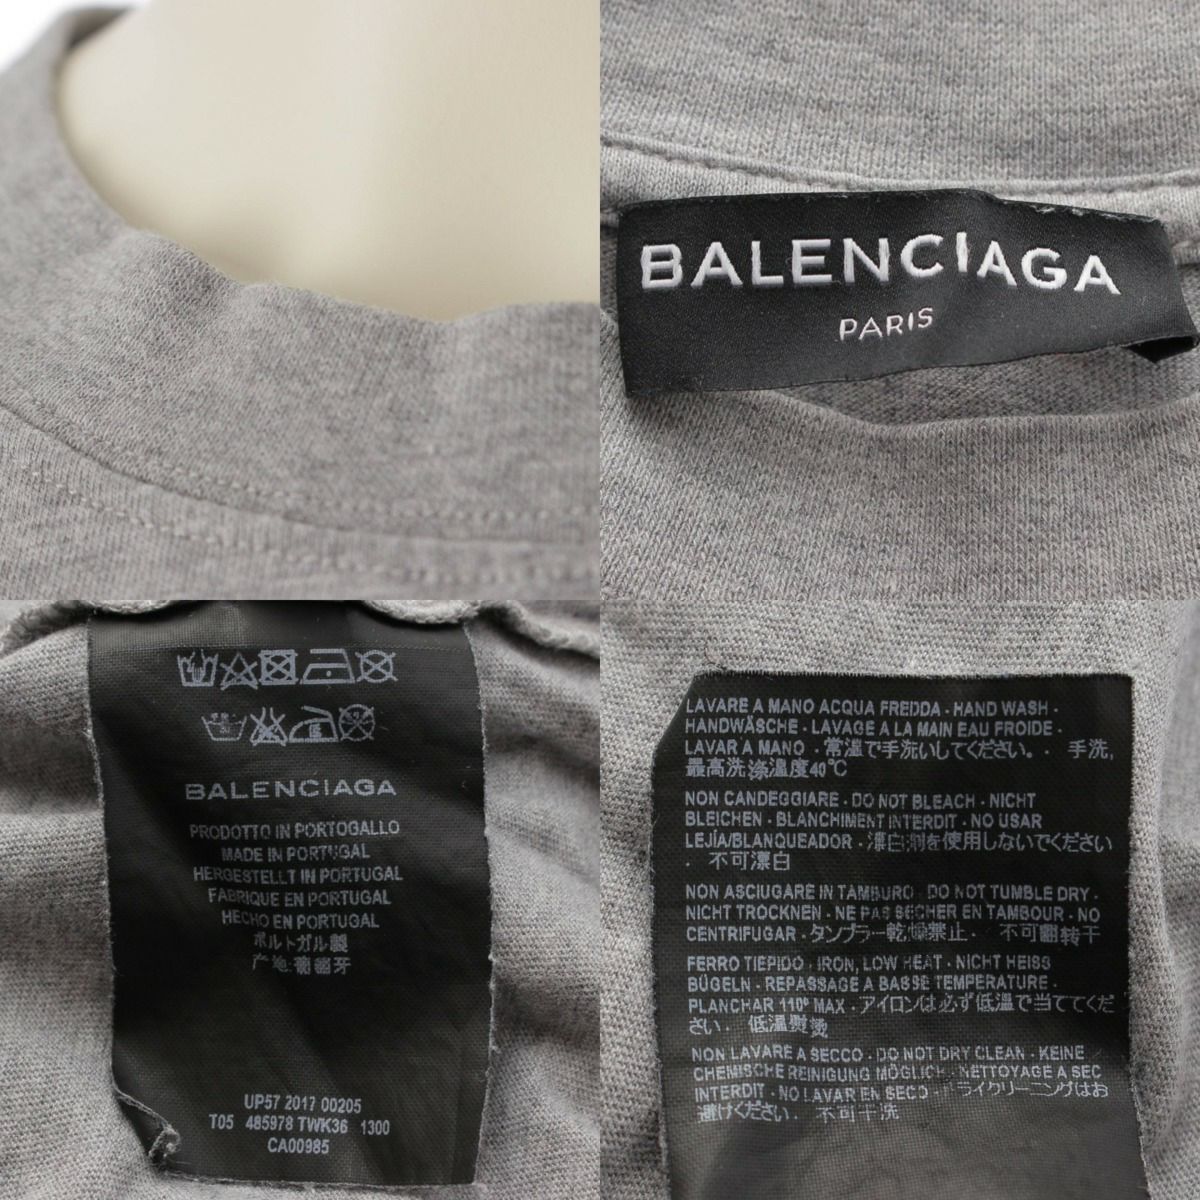 BALENCIAGA
PARIS
BALENCIAGA
PRODOTTO IN PORTOGALLO
MADE IN PORTUGAL
HERGESTELLT IN PORTUGAL
FABRIQUE EN PORTUGAL
HECHO EN PORTUGAL
ポルトガル製
产地:葡萄牙
UP57 2017 00205
T05 485978 TWK36 1300
CA00985
LAVARE A MANO ACQUA FREDDA · HAND WASH ·
HANDWÄSCHE · LAVAGE A LA MAIN EAU FROIDE ·
LAVAR A MANO · 常温で手洗いしてください。 · 手洗,
最高洗涤温度40°C
NON CANDEGGIARE · DO NOT BLEACH · NICHT
BLEICHEN · BLANCHIMENT INTERDIT · NO USAR
LEJÍA/BLANQUEADOR · 漂白剤を使用しないでください
· 不可漂白
NON ASCIUGARE IN TAMBURO · DO NOT TUMBLE DRY ·
NICHT TROCKNEN · NE PAS SECHER EN TAMBOUR · NO
CENTRIFUGAR · タンブラー乾燥禁止 · 不可翻转干
FERRO TIEPIDO · IRON, LOW HEAT · NICHT HEISS
BÜGELN · REPASSAGE A BASSE TEMPERATURE ·
PLANCHAR 110º MAX · アイロンは必ず低温で当ててくだ
さい · 低温熨烫
NON LAVARE A SECCO · DO NOT DRY CLEAN · KEINE
CHEMISCHE REINIGUNG MÖGLICH · NETTOYAGE A SEC
INTERDIT · NO LAVAR EN SECO · ドライクリーニングはお
避けください · 不可干洗